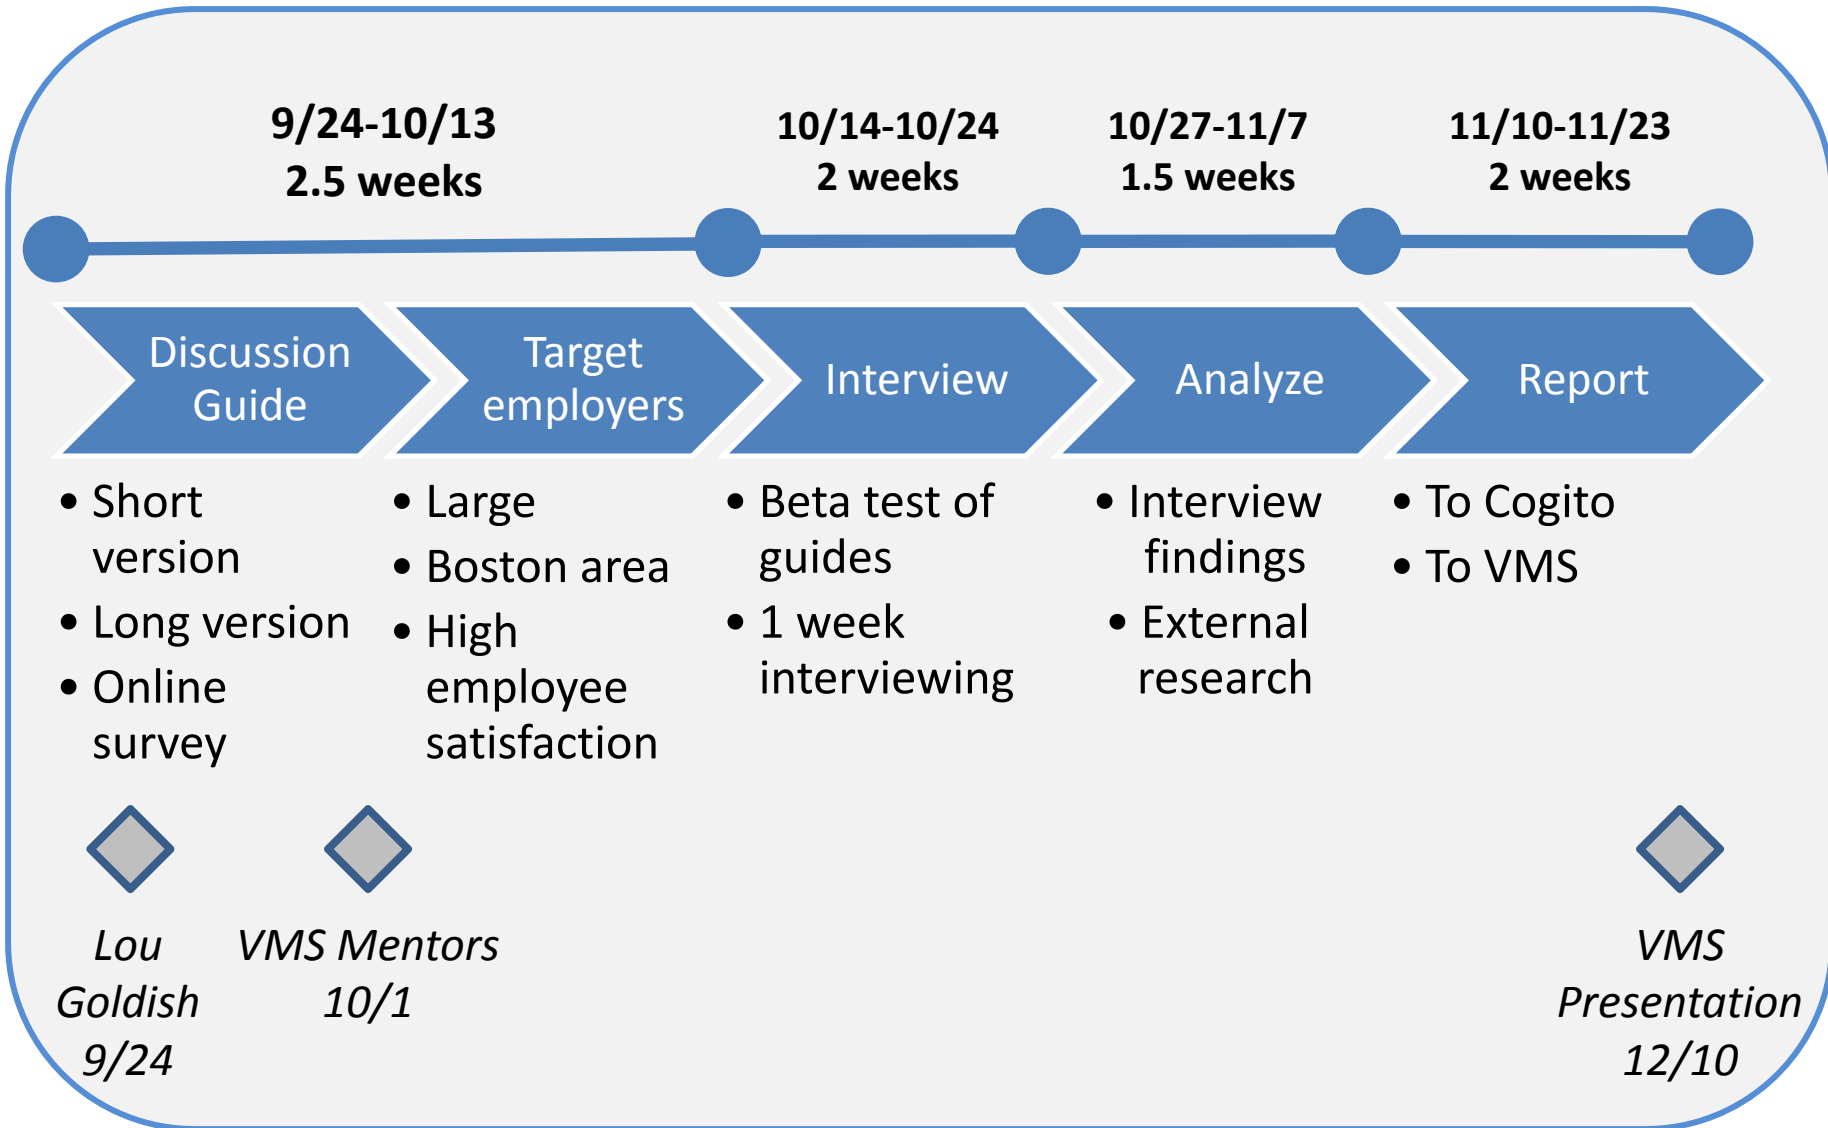 9/24-10/13
2.5 weeks
10/14-10/24
2 weeks
10/27-11/7
1.5 weeks
11/10-11/23
2 weeks
Discussion
Guide
Target
employers
Interview
Analyze
Report
• Short
version
• Long version
• Online
survey
• Large
• Boston area
• High
employee
satisfaction
• Beta test of
guides
• 1 week
interviewing
• Interview
findings
• External
research
• To Cogito
• To VMS
Lou
Goldish
9/24
VMS Mentors
10/1
VMS
Presentation
12/10